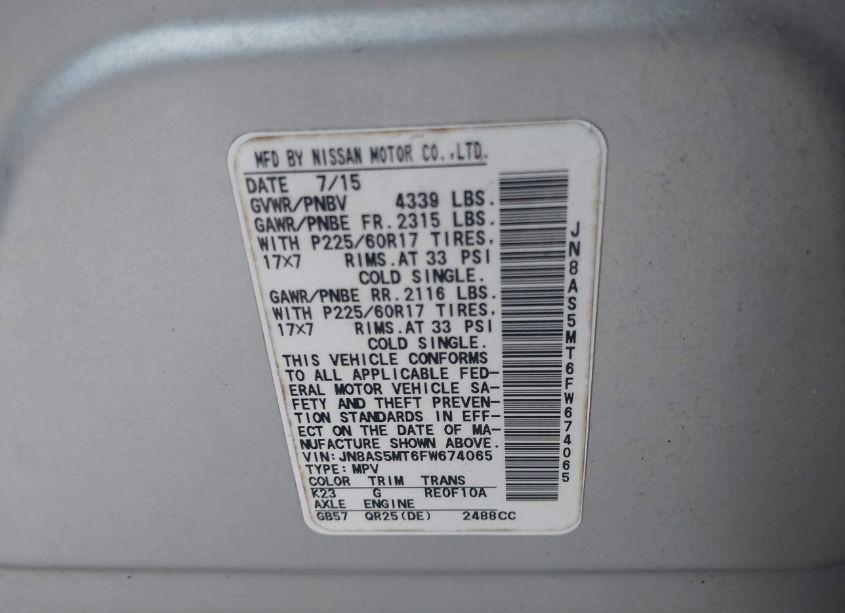 MFD BY NISSAN MOTOR CO.,LTD.
DATE 7/15
GVWR/PNBV 4339 LBS.
GAWR/PNBE FR. 2315 LBS.
WITH P225/60R17 TIRES,
17X7 RIMS. AT 33 PSI
COLD SINGLE.
GAWR/PNBE RR. 2116 LBS.
WITH P225/60R17 TIRES,
17X7 RIMS. AT 33 PSI
COLD SINGLE.
THIS VEHICLE CONFORMS
TO ALL APPLICABLE FED-
ERAL MOTOR VEHICLE SA-
FETY AND THEFT PREVEN-
TION STANDARDS IN EFF-
ECT ON THE DATE OF MA-
NUFACTURE SHOWN ABOVE.
VIN: JN8AS5MT6FW674065
TYPE: MPV
COLOR TRIM TRANS
K23 G RE0F10A
AXLE ENGINE
GB57 QR25(DE) 2488CC
JN8AS5MT6FW674065